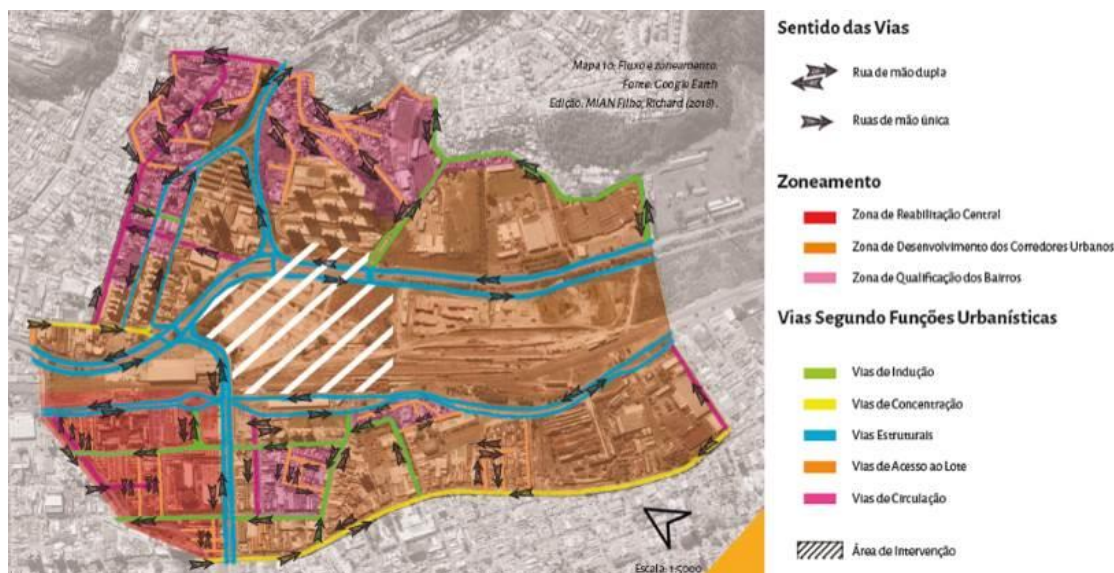 Mapa 10: Fluxo e zoneamento.
Fonte: Google Earth
Edição: MIAN Filho, Richard (2018).
Escala: 1:5000
Sentido das Vias
Rua de mão dupla
Ruas de mão única
Zoneamento
Zona de Reabilitação Central
Zona de Desenvolvimento dos Corredores Urbanos
Zona de Qualificação dos Bairros
Vias Segundo Funções Urbanísticas
Vias de Indução
Vias de Concentração
Vias Estruturais
Vias de Acesso ao Lote
Vias de Circulação
Área de Intervenção